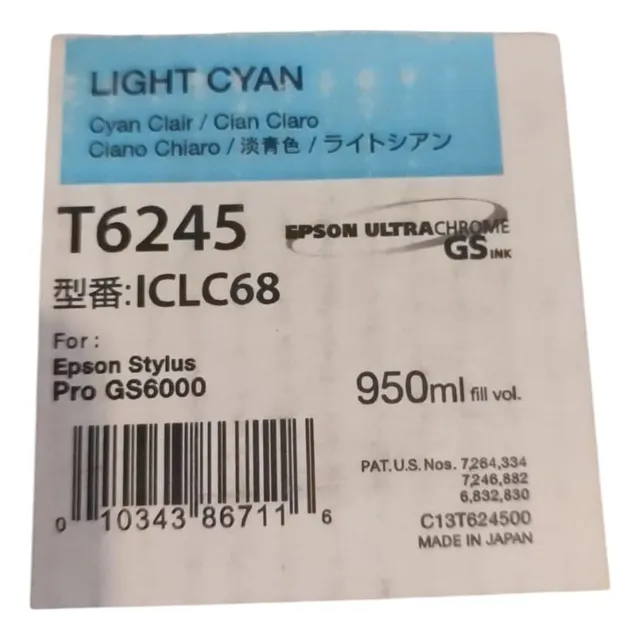 LIGHT CYAN
Cyan Clair / Cian Claro
Ciano Chiaro / 淡青色 / ライトシアン
T6245
EPSON ULTRACHROME
GS INK
型番:ICLC68
For :
Epson Stylus
Pro GS6000
950ml fill vol.
PAT.U.S. Nos. 7,264,334
7,246,882
6,832,830
0 10343 86711 6
C13T624500
MADE IN JAPAN